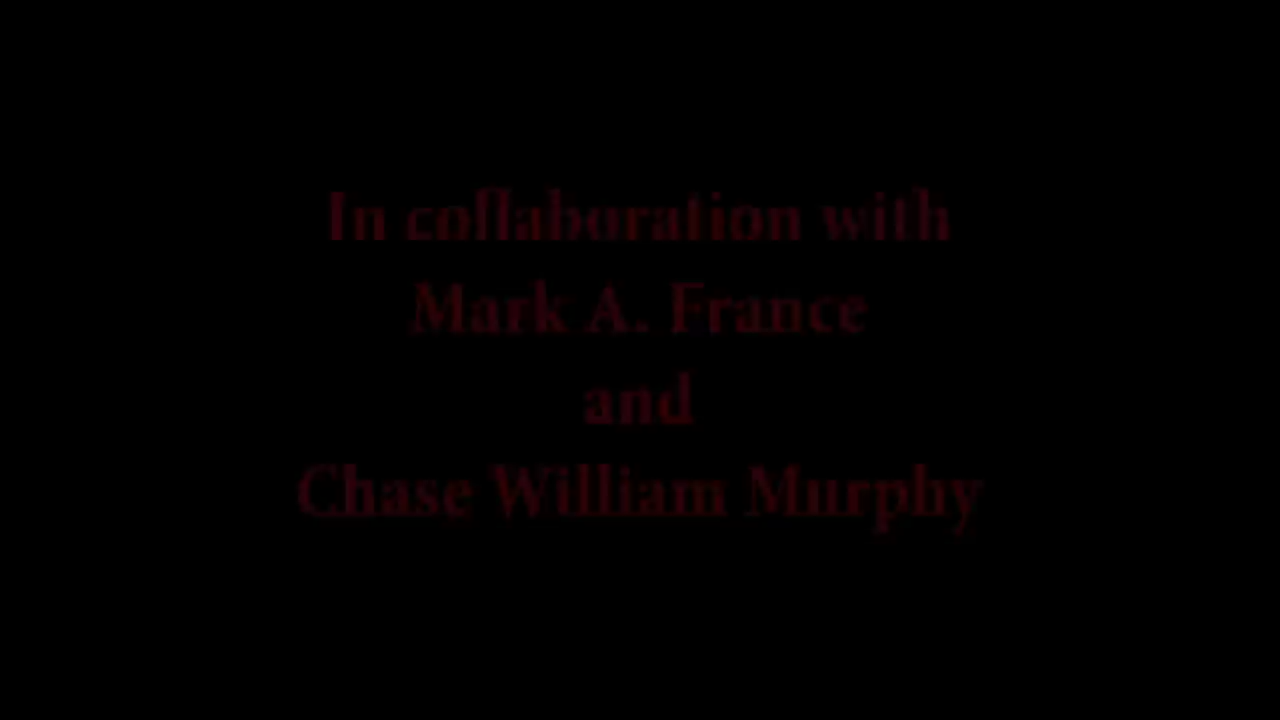 In collaboration with
Mark A. France
and
Chase William Murphy